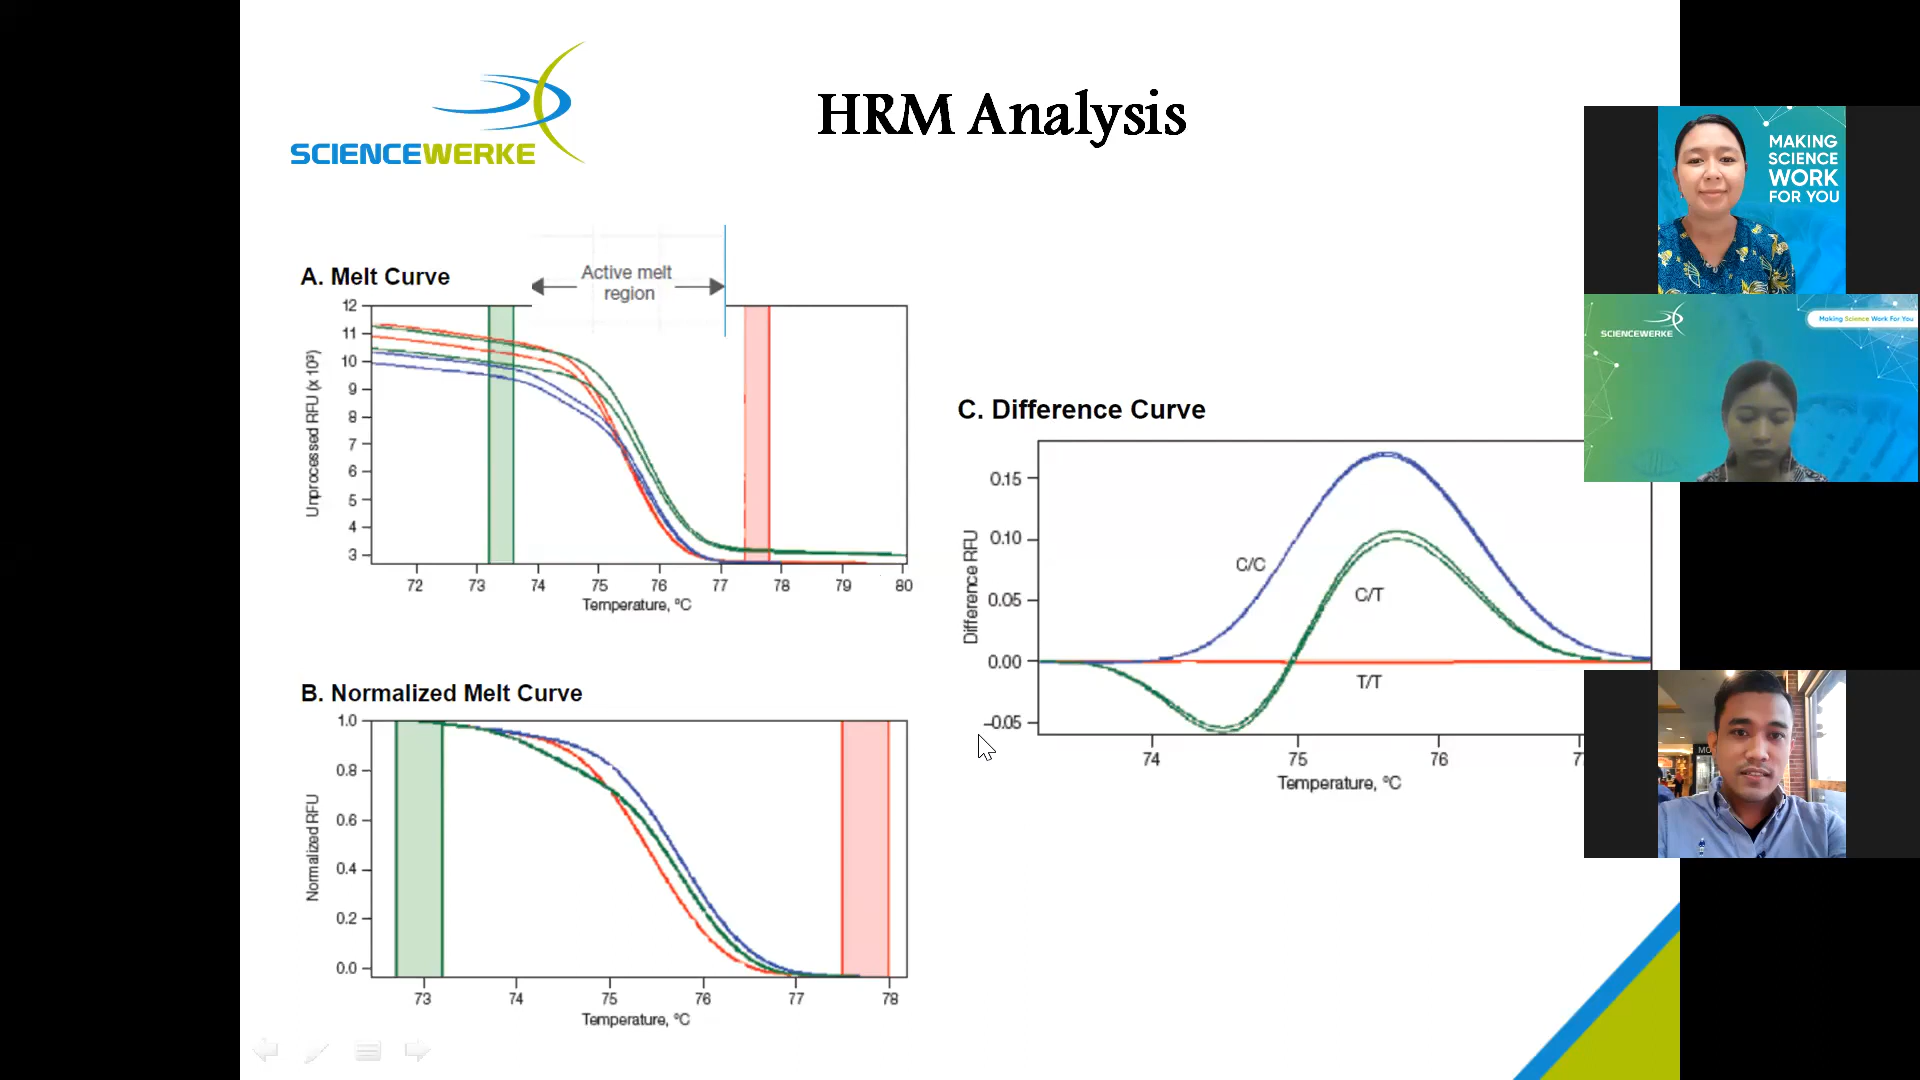 SCIENCEWERKE
HRM Analysis
A. Melt Curve
Active melt
region
12
11
10
9
8
7
6
5
4
3
Unprocessed RFU (x 10³)
72 73 74 75 76 77 78 79 80
Temperature, ºC
B. Normalized Melt Curve
1.0
0.8
0.6
0.4
0.2
0.0
Normalized RFU
73 74 75 76 77 78
Temperature, ºC
C. Difference Curve
0.15
0.10
0.05
0.00
–0.05
Difference RFU
C/C
C/T
T/T
74 75 76
Temperature, ºC
MAKING
SCIENCE
WORK
FOR YOU
SCIENCEWERKE
Making Science Work For You